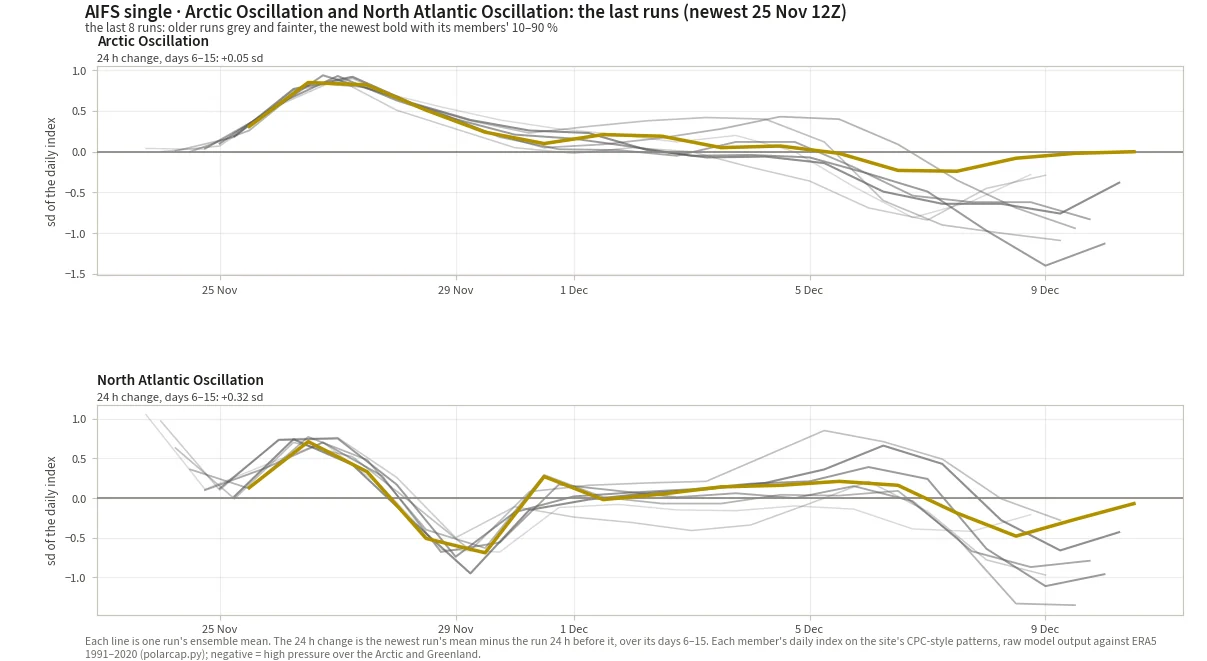 AIFS single · Arctic Oscillation and North Atlantic Oscillation: the last runs (newest 25 Nov 12Z)
the last 8 runs: older runs grey and fainter, the newest bold with its members' 10–90 %
Arctic Oscillation
24 h change, days 6–15: +0.05 sd
1.0
0.5
0.0
−0.5
−1.0
−1.5
sd of the daily index
25 Nov
29 Nov
1 Dec
5 Dec
9 Dec
North Atlantic Oscillation
24 h change, days 6–15: +0.32 sd
1.0
0.5
0.0
−0.5
−1.0
sd of the daily index
25 Nov
29 Nov
1 Dec
5 Dec
9 Dec
Each line is one run's ensemble mean. The 24 h change is the newest run's mean minus the run 24 h before it, over its days 6–15. Each member's daily index on the site's CPC-style patterns, raw model output against ERA5
1991–2020 (polarcap.py); negative = high pressure over the Arctic and Greenland.